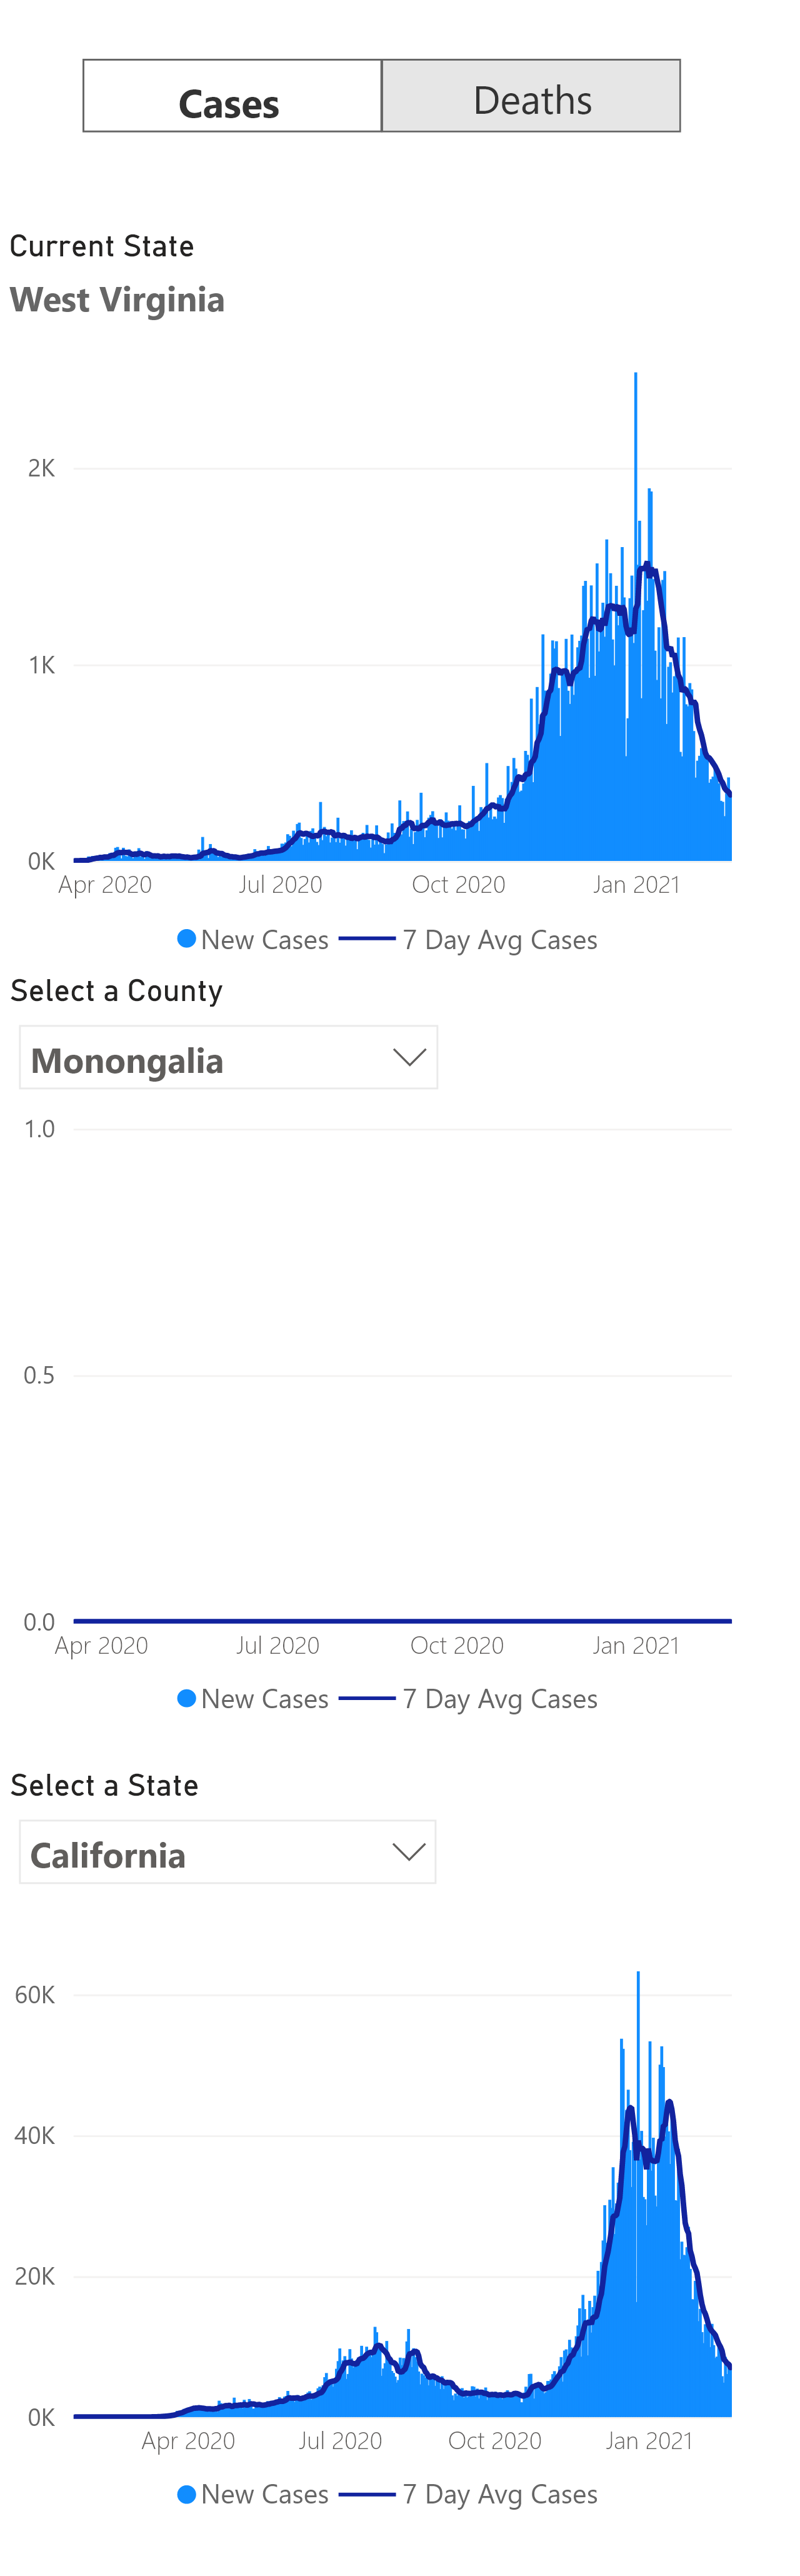 Cases Deaths
Current State
West Virginia
2K
1K
0K
Apr 2020 Jul 2020 Oct 2020 Jan 2021
New Cases 7 Day Avg Cases
Select a County
Monongalia
1.0
0.5
0.0
Apr 2020 Jul 2020 Oct 2020 Jan 2021
New Cases 7 Day Avg Cases
Select a State
California
60K
40K
20K
0K
Apr 2020 Jul 2020 Oct 2020 Jan 2021
New Cases 7 Day Avg Cases